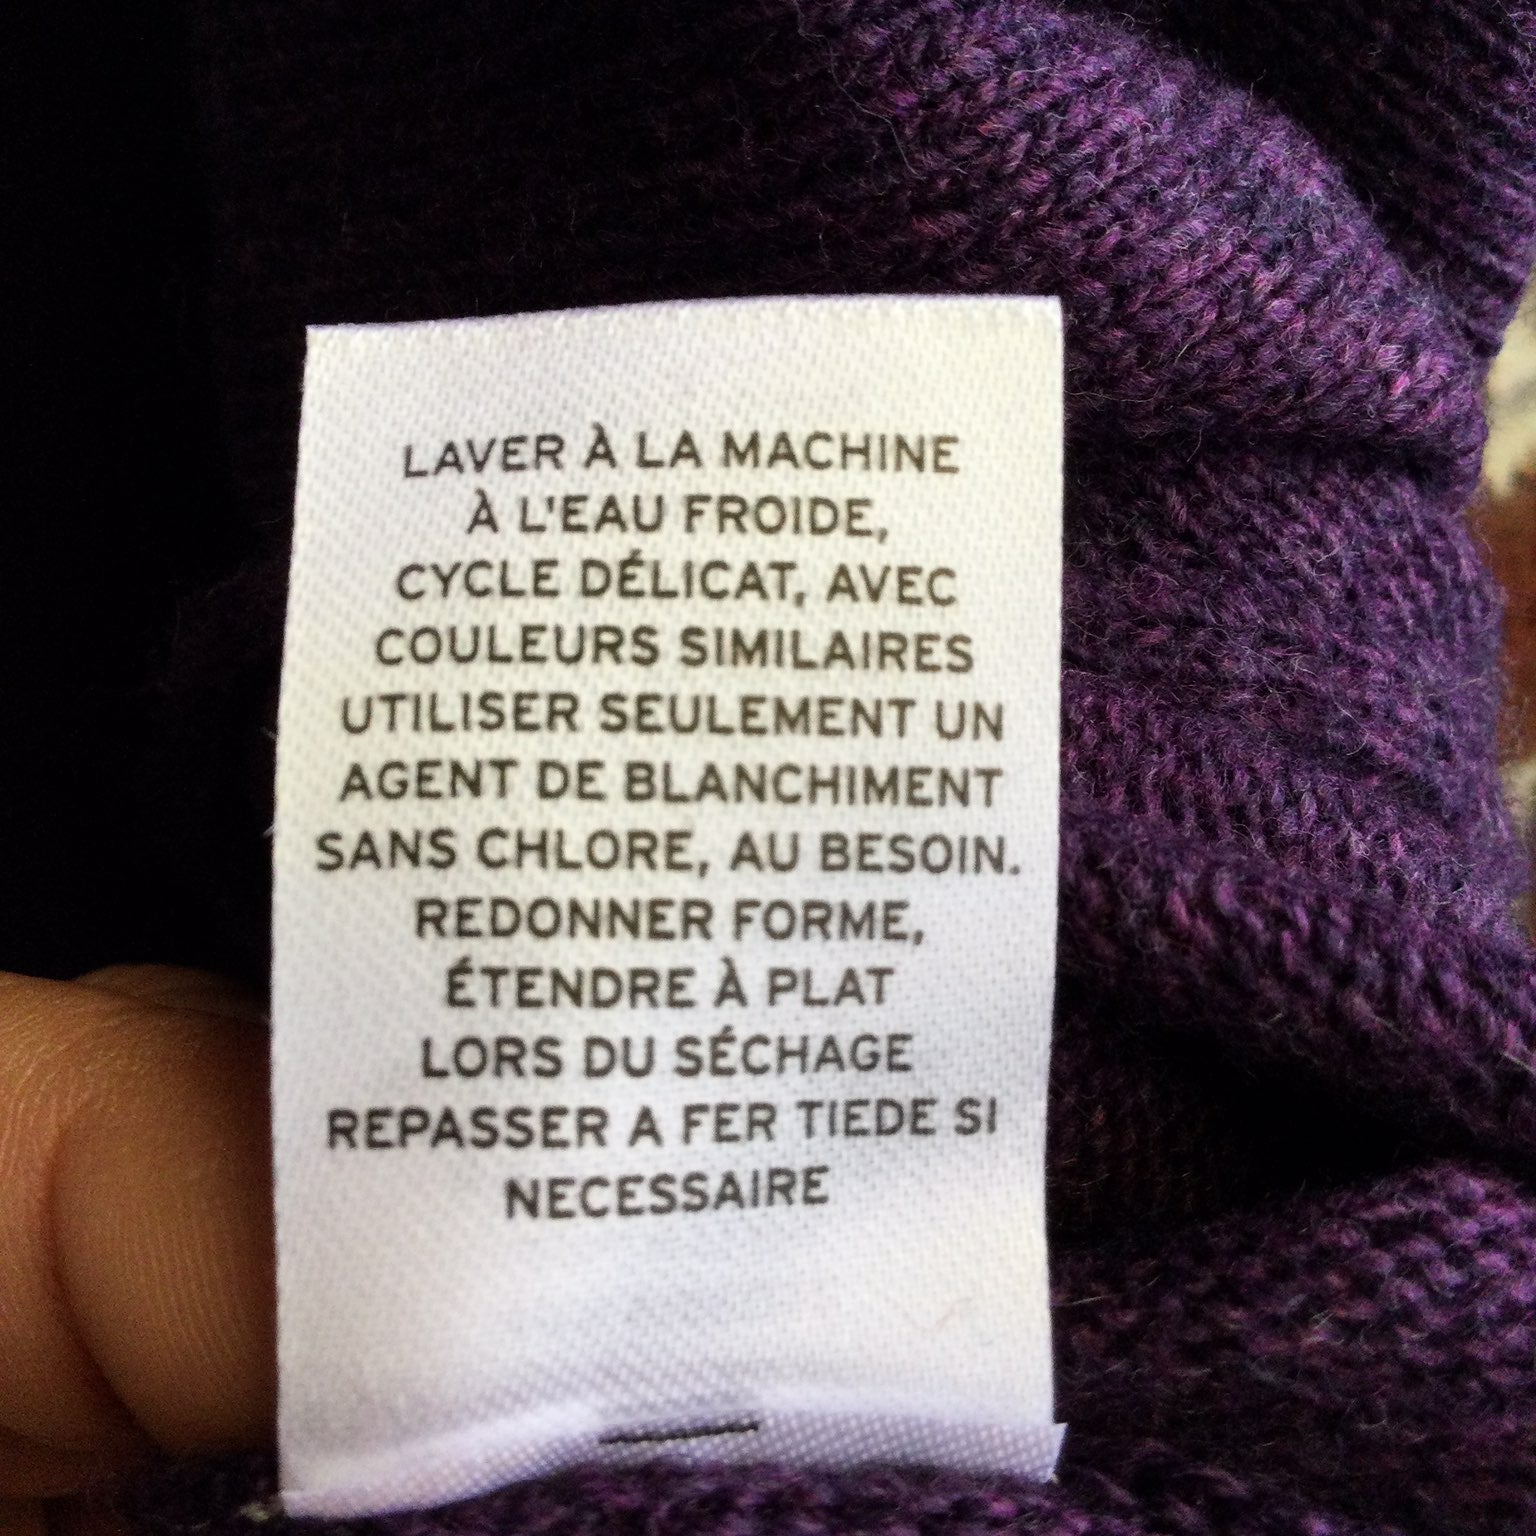 LAVER À LA MACHINE
À L'EAU FROIDE,
CYCLE DÉLICAT, AVEC
COULEURS SIMILAIRES
UTILISER SEULEMENT UN
AGENT DE BLANCHIMENT
SANS CHLORE, AU BESOIN.
REDONNER FORME,
ÉTENDRE À PLAT
LORS DU SÉCHAGE
REPASSER A FER TIEDE SI
NECESSAIRE